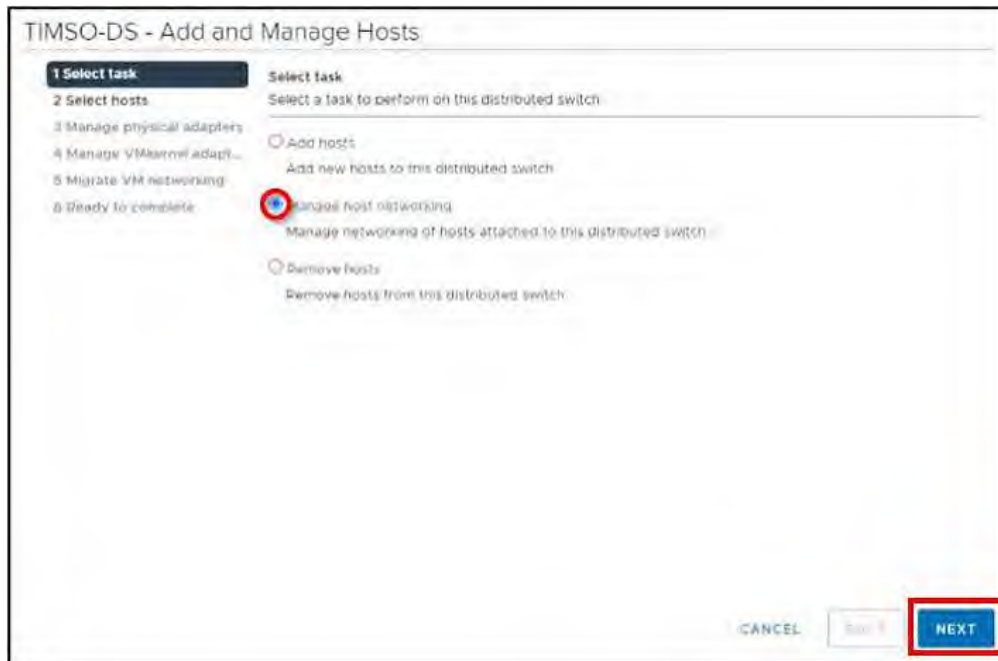 TIMSO-DS - Add and Manage Hosts
1 Select task
2 Select hosts
3 Manage physical adapters
4 Manage VMkernel adapt...
5 Migrate VM networking
6 Ready to complete
Select task
Select a task to perform on this distributed switch.
Add hosts
Add new hosts to this distributed switch.
Manage host networking
Manage networking of hosts attached to this distributed switch.
Remove hosts
Remove hosts from this distributed switch.
CANCEL
BACK
NEXT